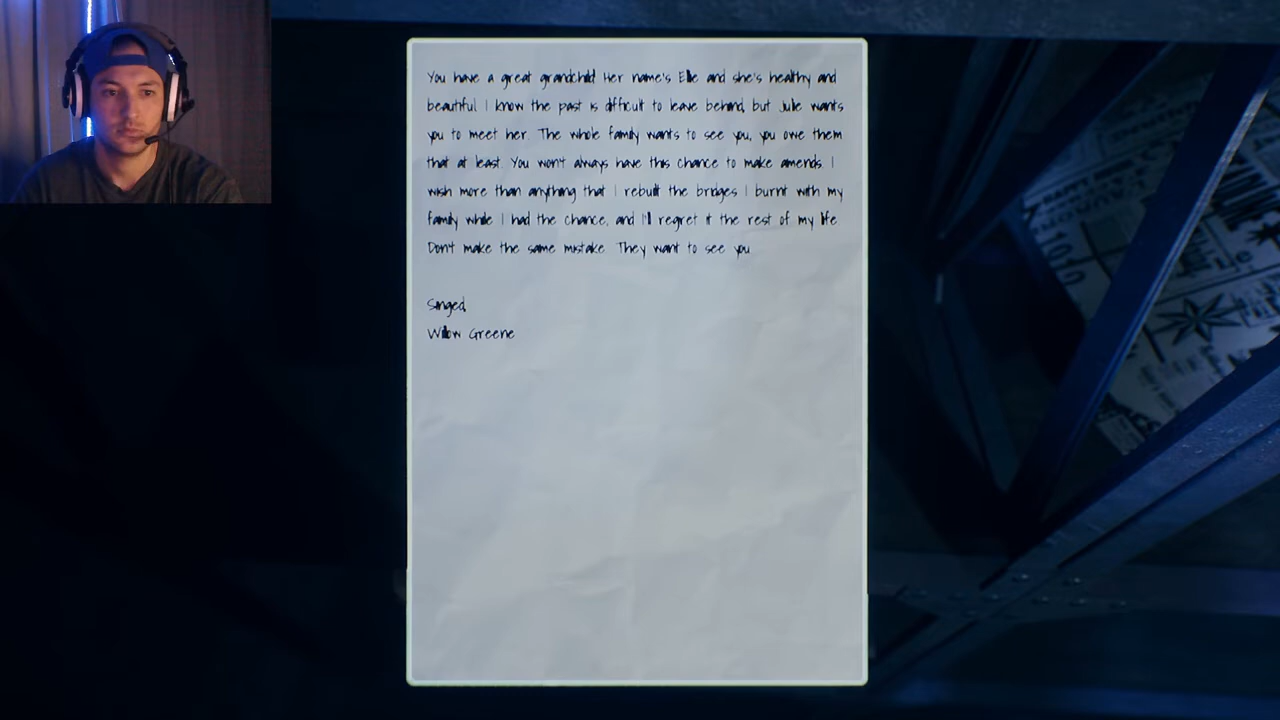 You have a great grandchild! Her name's Elle and she's healthy and
beautiful. I know the past is difficult to leave behind, but Julie wants
you to meet her. The whole family wants to see you, you owe them
that at least. You won't always have this chance to make amends. I
wish more than anything that I rebuilt the bridges I burnt with my
family while I had the chance, and I'll regret it the rest of my life.
Don't make the same mistake. They want to see you.
Singed,
Willow Greene
1010